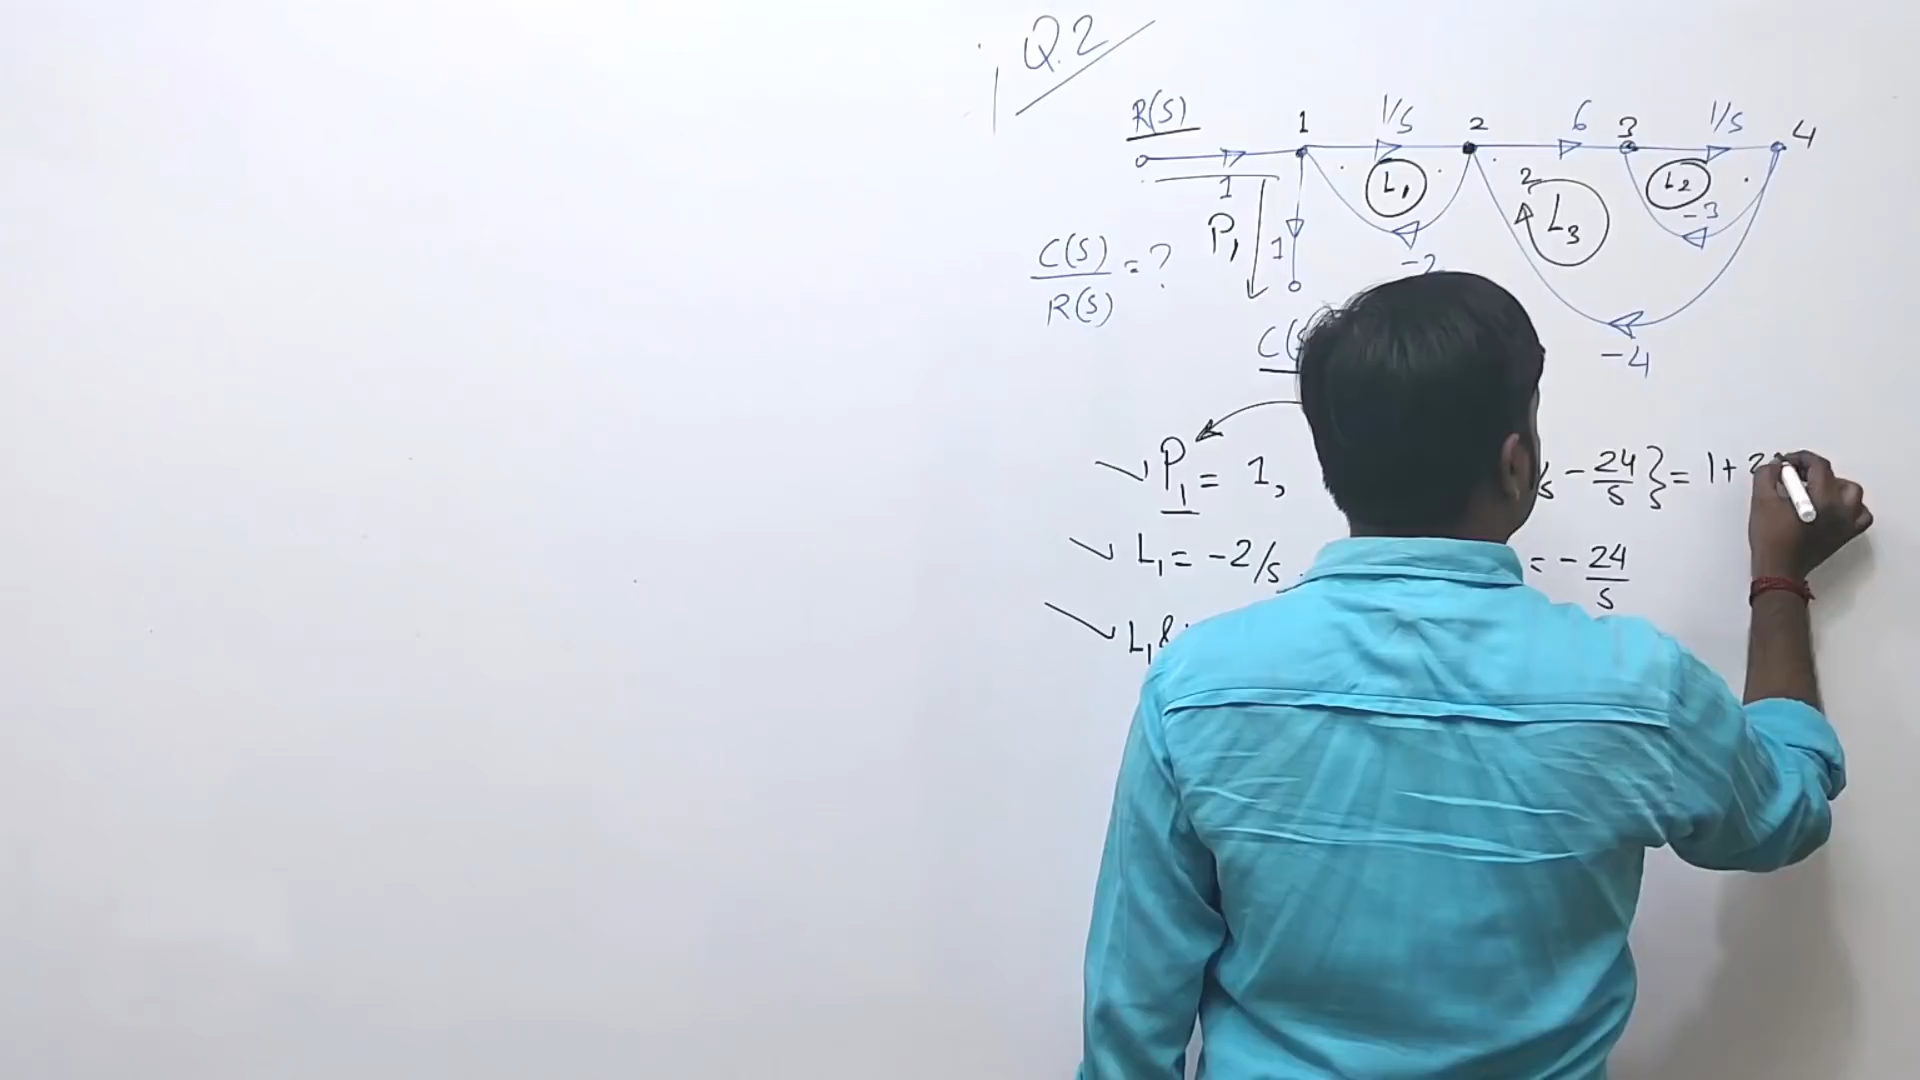 Q.2
R(S) 1 1/S 2 6 3 1/S 4
1 L1 2 L2
-3
P1 1 L3
C(S)/R(S) = ?
-2
C(
-4
P1 = 1, /s - 24/s } = 1 +
L1 = -2/s = - 24/s
L1 &